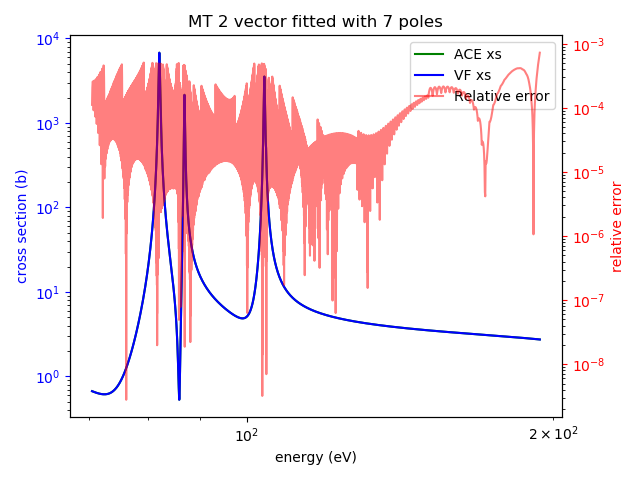 MT 2 vector fitted with 7 poles
ACE xs
VF xs
Relative error
cross section (b)
10⁴
10³
10²
10¹
10⁰
10⁻³
10⁻⁴
10⁻⁵
10⁻⁶
10⁻⁷
10⁻⁸
relative error
10²
2 × 10²
energy (eV)